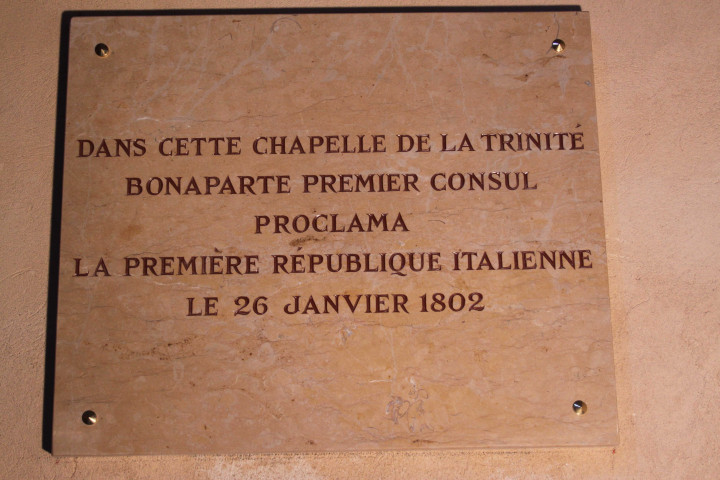 DANS CETTE CHAPELLE DE LA TRINITÉ
BONAPARTE PREMIER CONSUL
PROCLAMA
LA PREMIÈRE RÉPUBLIQUE ITALIENNE
LE 26 JANVIER 1802